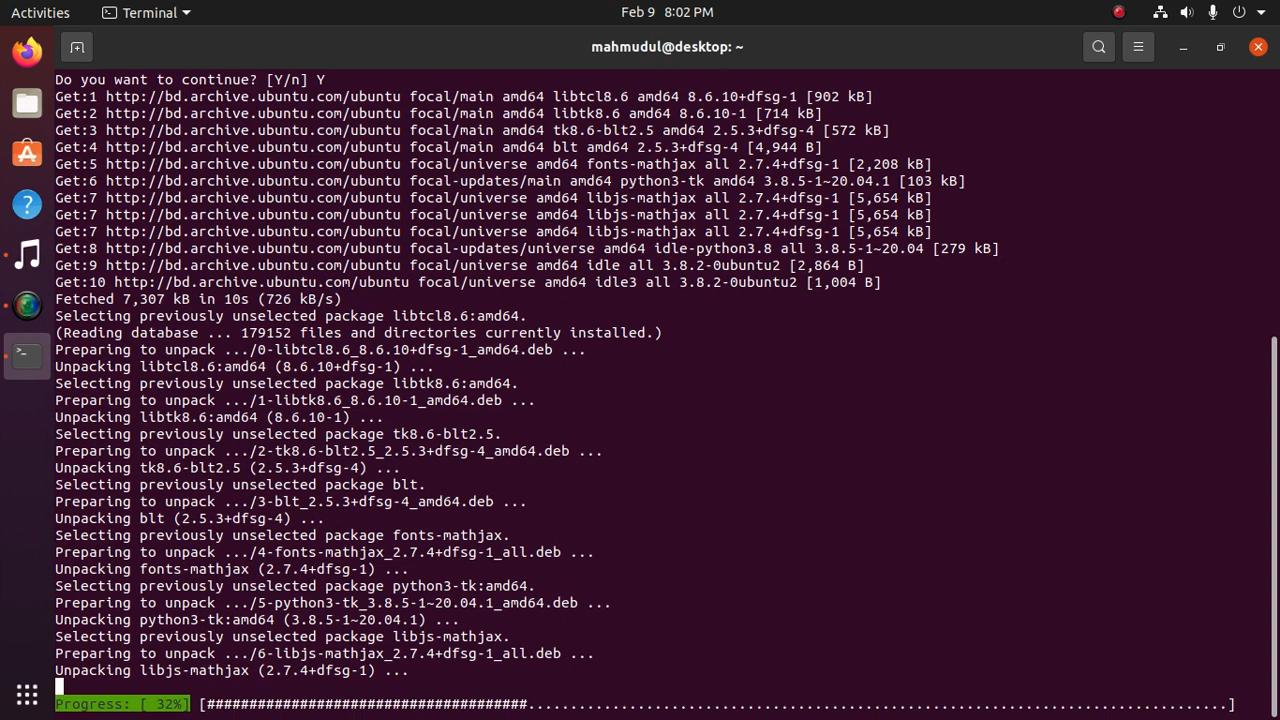 Activities
Terminal
Feb 9 8:02 PM
mahmudul@desktop: ~
Do you want to continue? [Y/n] Y
Get:1 http://bd.archive.ubuntu.com/ubuntu focal/main amd64 libtcl8.6 amd64 8.6.10+dfsg-1 [902 kB]
Get:2 http://bd.archive.ubuntu.com/ubuntu focal/main amd64 libtk8.6 amd64 8.6.10-1 [714 kB]
Get:3 http://bd.archive.ubuntu.com/ubuntu focal/main amd64 tk8.6-blt2.5 amd64 2.5.3+dfsg-4 [572 kB]
Get:4 http://bd.archive.ubuntu.com/ubuntu focal/main amd64 blt amd64 2.5.3+dfsg-4 [4,944 B]
Get:5 http://bd.archive.ubuntu.com/ubuntu focal/universe amd64 fonts-mathjax all 2.7.4+dfsg-1 [2,208 kB]
Get:6 http://bd.archive.ubuntu.com/ubuntu focal-updates/main amd64 python3-tk amd64 3.8.5-1~20.04.1 [103 kB]
Get:7 http://bd.archive.ubuntu.com/ubuntu focal/universe amd64 libjs-mathjax all 2.7.4+dfsg-1 [5,654 kB]
Get:7 http://bd.archive.ubuntu.com/ubuntu focal/universe amd64 libjs-mathjax all 2.7.4+dfsg-1 [5,654 kB]
Get:7 http://bd.archive.ubuntu.com/ubuntu focal/universe amd64 libjs-mathjax all 2.7.4+dfsg-1 [5,654 kB]
Get:8 http://bd.archive.ubuntu.com/ubuntu focal-updates/universe amd64 idle-python3.8 all 3.8.5-1~20.04 [279 kB]
Get:9 http://bd.archive.ubuntu.com/ubuntu focal/universe amd64 idle all 3.8.2-0ubuntu2 [2,864 B]
Get:10 http://bd.archive.ubuntu.com/ubuntu focal/universe amd64 idle3 all 3.8.2-0ubuntu2 [1,004 B]
Fetched 7,307 kB in 10s (726 kB/s)
Selecting previously unselected package libtcl8.6:amd64.
(Reading database ... 179152 files and directories currently installed.)
Preparing to unpack .../0-libtcl8.6_8.6.10+dfsg-1_amd64.deb ...
Unpacking libtcl8.6:amd64 (8.6.10+dfsg-1) ...
Selecting previously unselected package libtk8.6:amd64.
Preparing to unpack .../1-libtk8.6_8.6.10-1_amd64.deb ...
Unpacking libtk8.6:amd64 (8.6.10-1) ...
Selecting previously unselected package tk8.6-blt2.5.
Preparing to unpack .../2-tk8.6-blt2.5_2.5.3+dfsg-4_amd64.deb ...
Unpacking tk8.6-blt2.5 (2.5.3+dfsg-4) ...
Selecting previously unselected package blt.
Preparing to unpack .../3-blt_2.5.3+dfsg-4_amd64.deb ...
Unpacking blt (2.5.3+dfsg-4) ...
Selecting previously unselected package fonts-mathjax.
Preparing to unpack .../4-fonts-mathjax_2.7.4+dfsg-1_all.deb ...
Unpacking fonts-mathjax (2.7.4+dfsg-1) ...
Selecting previously unselected package python3-tk:amd64.
Preparing to unpack .../5-python3-tk_3.8.5-1~20.04.1_amd64.deb ...
Unpacking python3-tk:amd64 (3.8.5-1~20.04.1) ...
Selecting previously unselected package libjs-mathjax.
Preparing to unpack .../6-libjs-mathjax_2.7.4+dfsg-1_all.deb ...
Unpacking libjs-mathjax (2.7.4+dfsg-1) ...
Progress: [ 32%] [######################################...................................................................................]